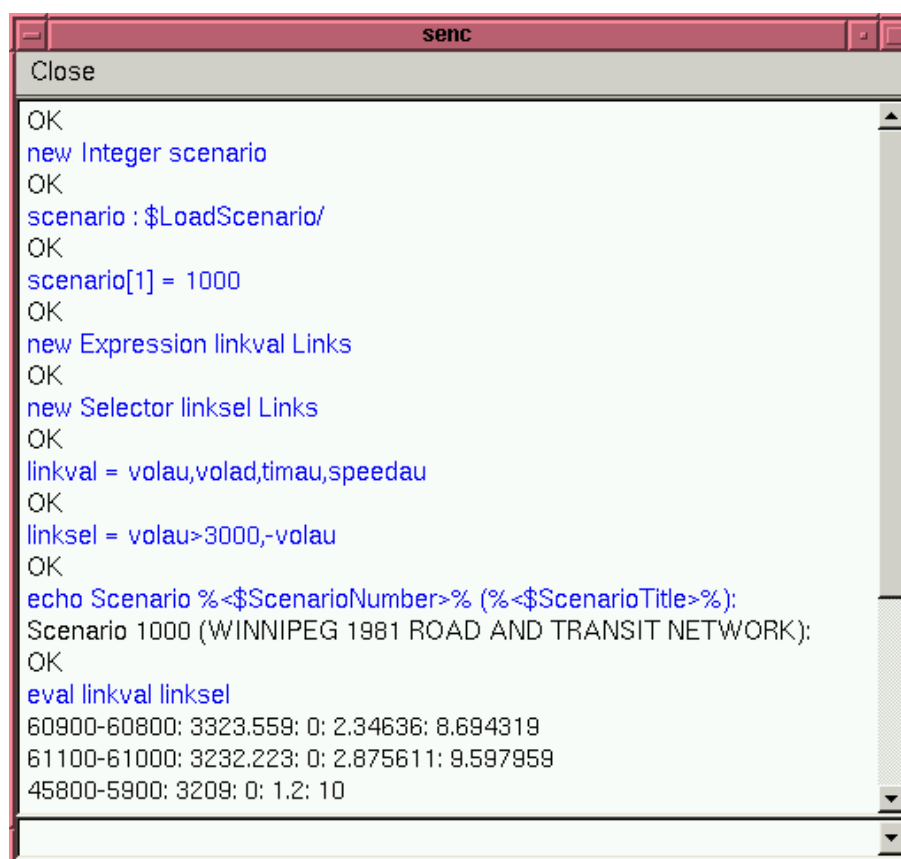 senc
Close
OK
new Integer scenario
OK
scenario : $LoadScenario/
OK
scenario[1] = 1000
OK
new Expression linkval Links
OK
new Selector linksel Links
OK
linkval = volau,volad,timau,speedau
OK
linksel = volau>3000,-volau
OK
echo Scenario %<$ScenarioNumber>% (%<$ScenarioTitle>%):
Scenario 1000 (WINNIPEG 1981 ROAD AND TRANSIT NETWORK):
OK
eval linkval linksel
60900-60800: 3323.559: 0: 2.34636: 8.694319
61100-61000: 3232.223: 0: 2.875611: 9.597959
45800-5900: 3209: 0: 1.2: 10